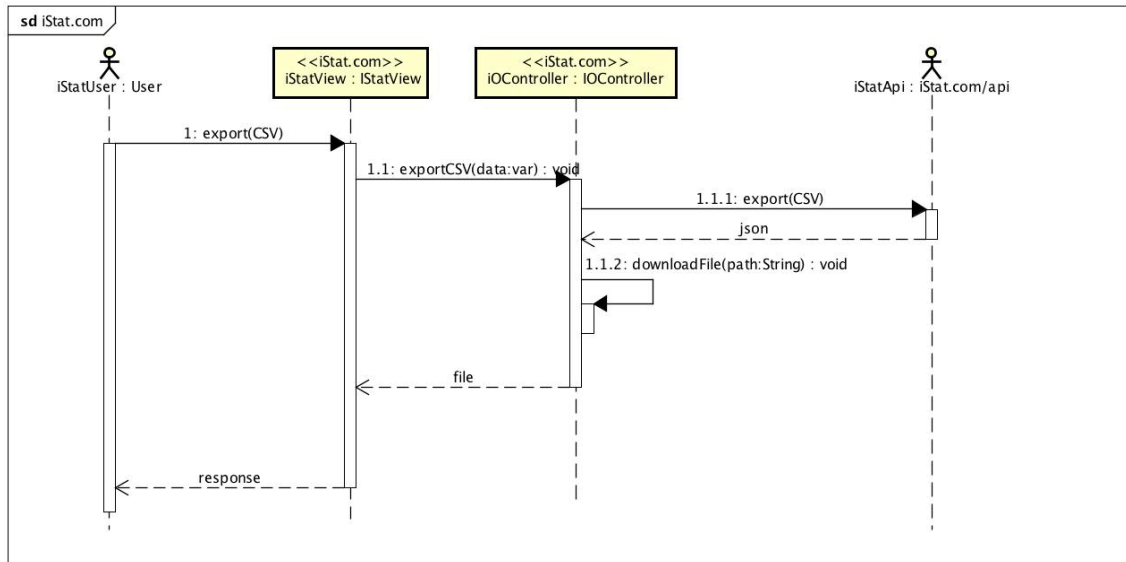 sd iStat.com
iStatUser : User
<<iStat.com>>
iStatView : IStatView
<<iStat.com>>
iOController : IOController
iStatApi : iStat.com/api
1: export(CSV)
1.1: exportCSV(data:var) : void
1.1.1: export(CSV)
json
1.1.2: downloadFile(path:String) : void
file
response